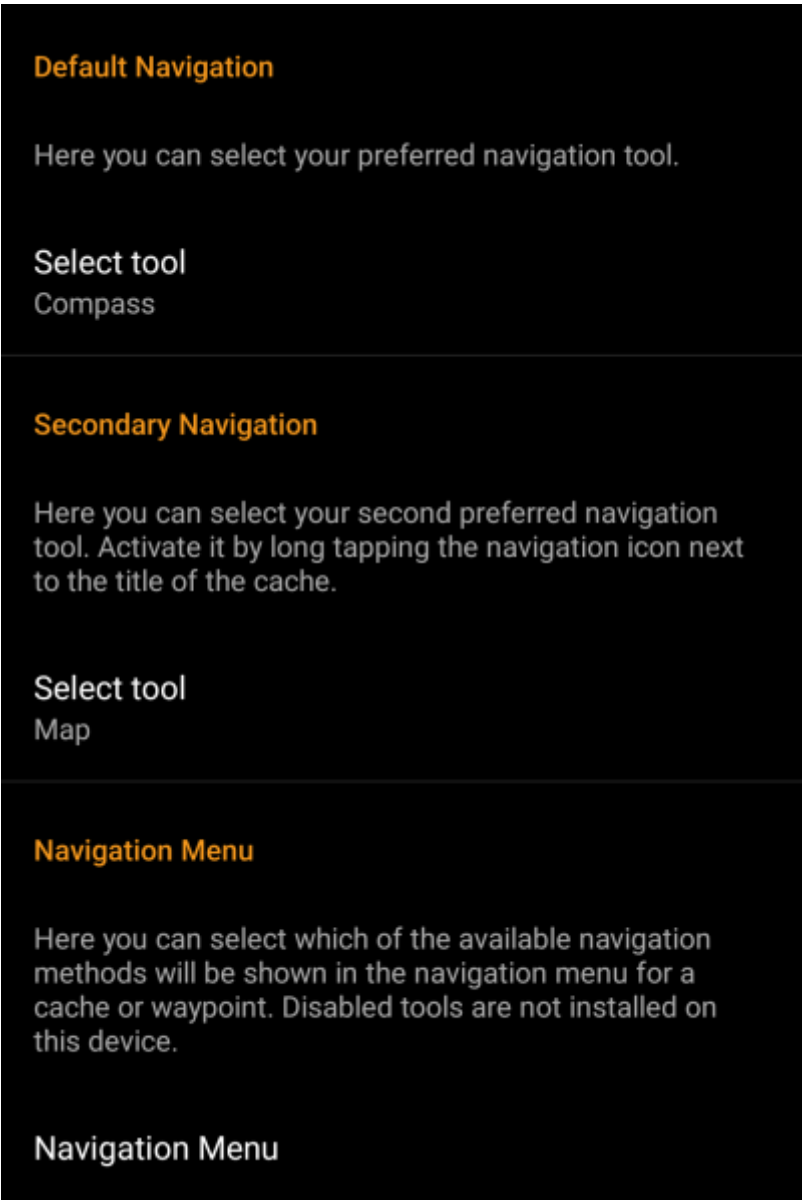 Default Navigation
Here you can select your preferred navigation tool.
Select tool
Compass
Secondary Navigation
Here you can select your second preferred navigation
tool. Activate it by long tapping the navigation icon next
to the title of the cache.
Select tool
Map
Navigation Menu
Here you can select which of the available navigation
methods will be shown in the navigation menu for a
cache or waypoint. Disabled tools are not installed on
this device.
Navigation Menu